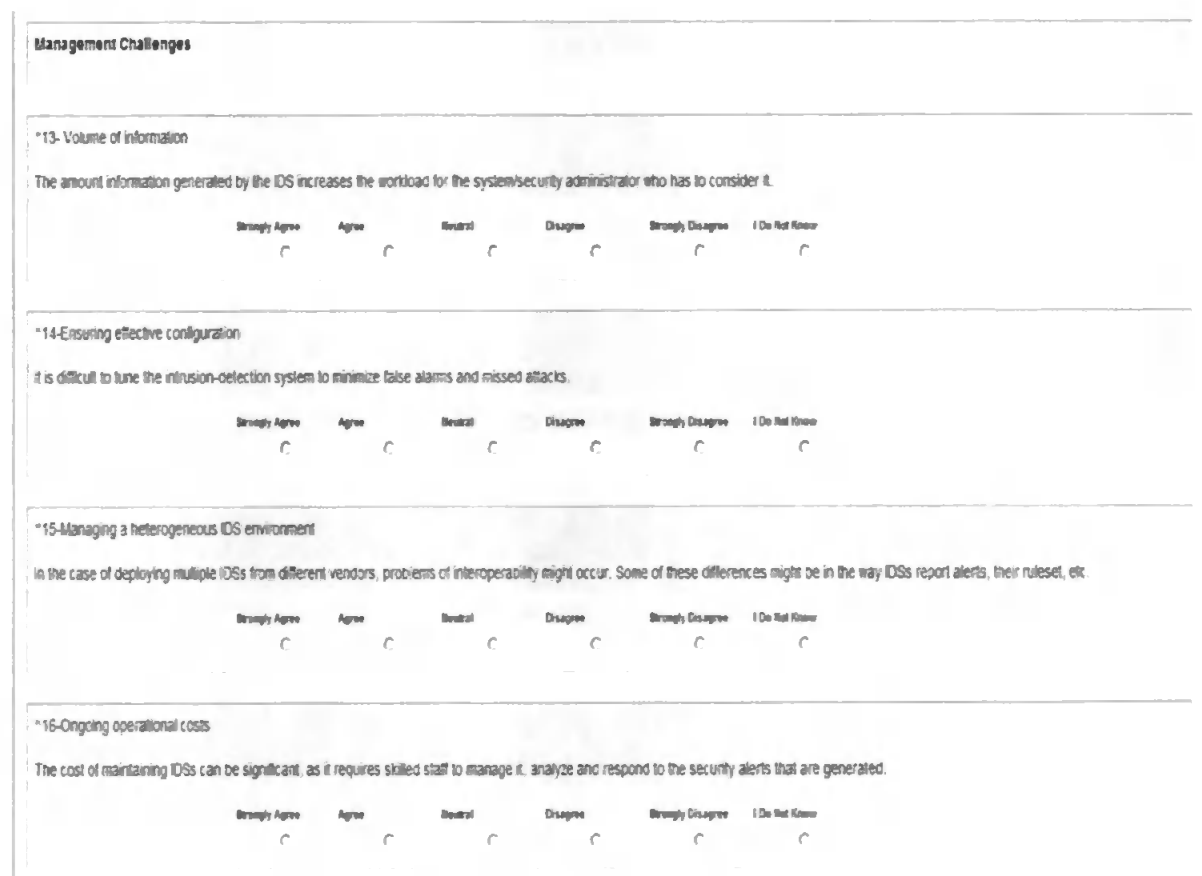 Management Challenges
*13- Volume of information
The amount information generated by the IDS increases the workload for the system/security administrator who has to consider it.
Strongly Agree Agree Neutral Disagree Strongly Disagree I Do Not Know
*14-Ensuring effective configuration
It is difficult to tune the intrusion-detection system to minimize false alarms and missed attacks.
Strongly Agree Agree Neutral Disagree Strongly Disagree I Do Not Know
*15-Managing a heterogeneous IDS environment
In the case of deploying multiple IDSs from different vendors, problems of interoperability might occur. Some of these differences might be in the way IDSs report alerts, their ruleset, etc.
Strongly Agree Agree Neutral Disagree Strongly Disagree I Do Not Know
*16-Ongoing operational costs
The cost of maintaining IDSs can be significant, as it requires skilled staff to manage it, analyze and respond to the security alerts that are generated.
Strongly Agree Agree Neutral Disagree Strongly Disagree I Do Not Know